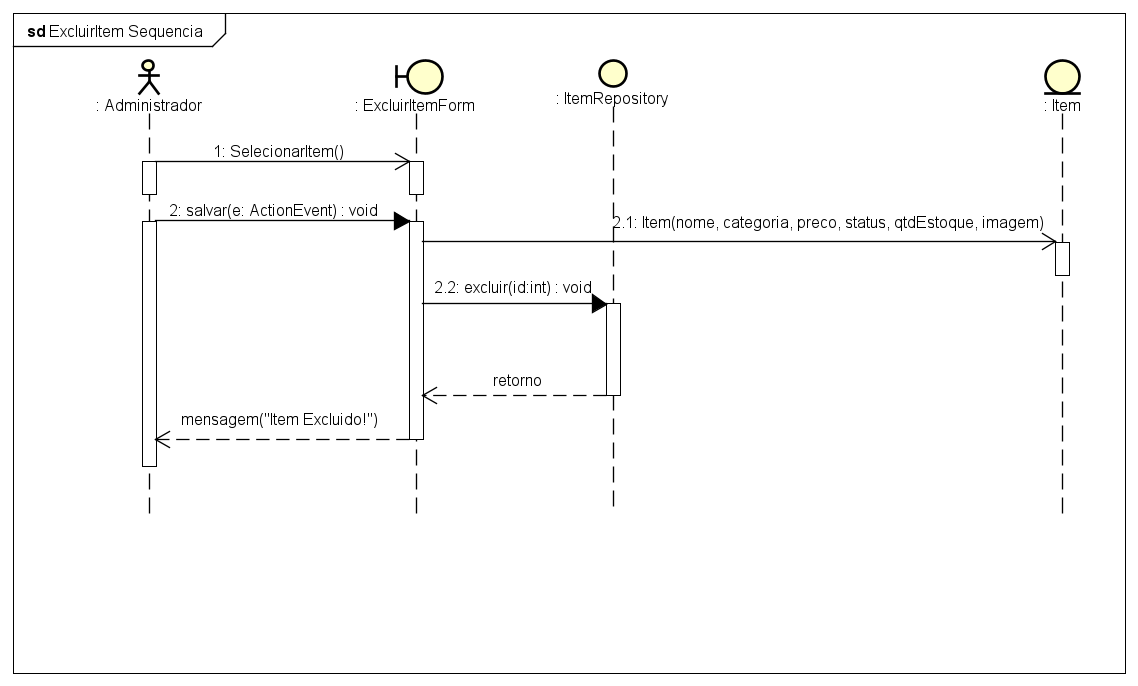 sd ExcluirItem Sequencia
: Administrador
: ExcluirItemForm
: ItemRepository
: Item
1: SelecionarItem()
2: salvar(e: ActionEvent) : void
2.1: Item(nome, categoria, preco, status, qtdEstoque, imagem)
2.2: excluir(id:int) : void
retorno
mensagem("Item Excluido!")